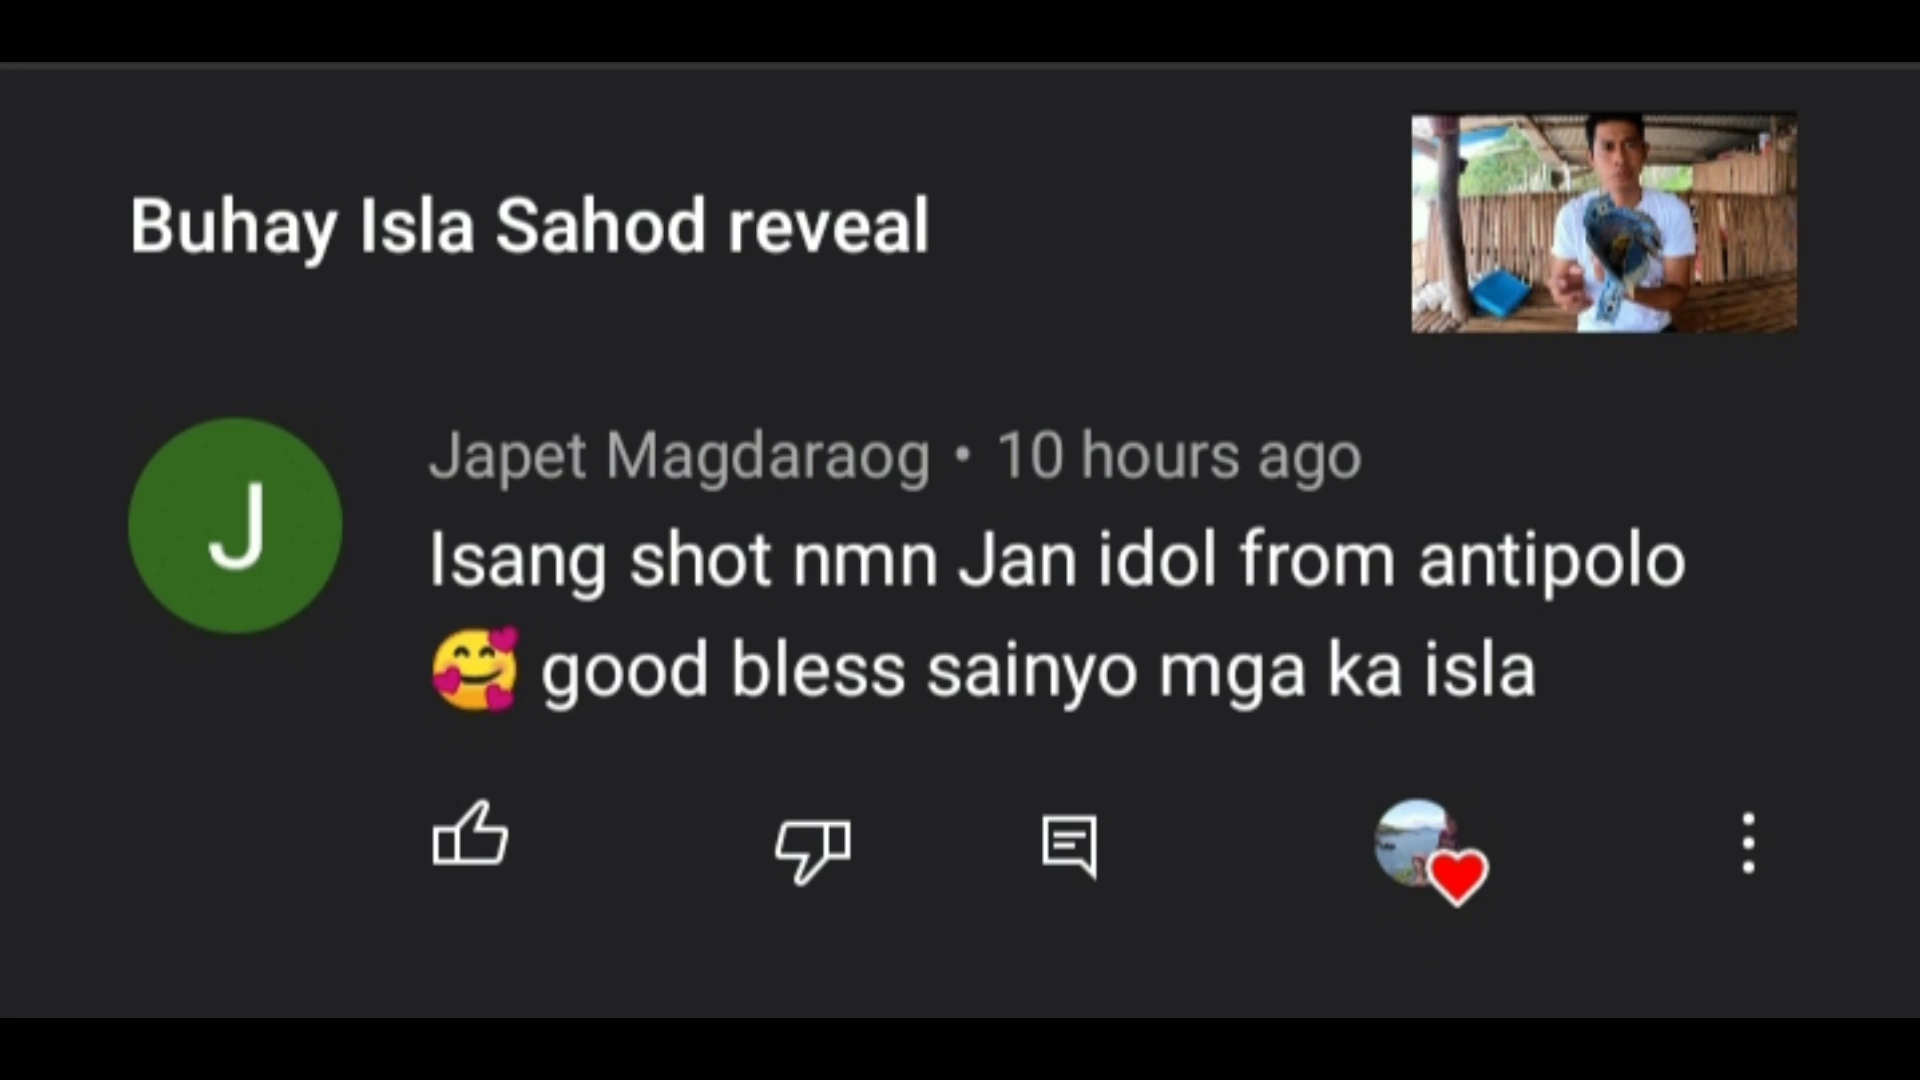 Buhay Isla Sahod reveal
J
Japet Magdaraog • 10 hours ago
Isang shot nmn Jan idol from antipolo
🥰 good bless sainyo mga ka isla